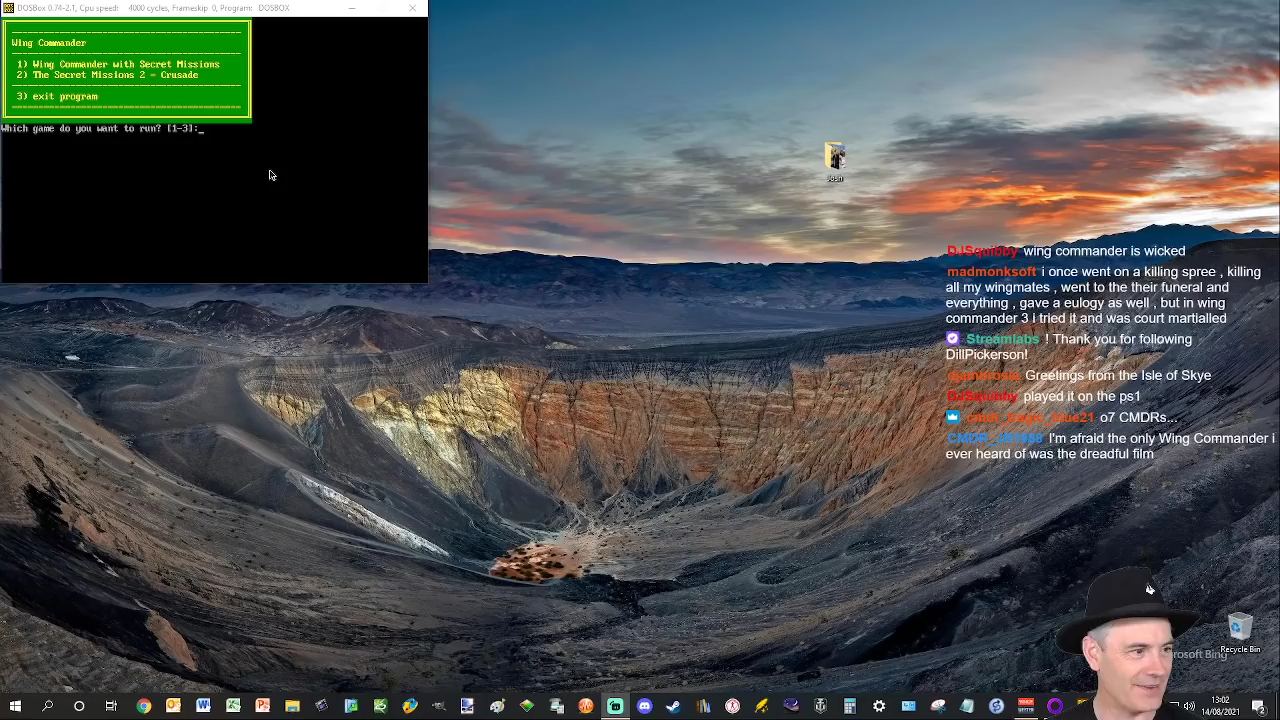 DOSBox 0.74-2.1, Cpu speed: 4000 cycles, Frameskip 0, Program: DOSBOX
Wing Commander
1) Wing Commander with Secret Missions
2) The Secret Missions 2 - Crusade
3) exit program
Which game do you want to run? [1-3]:_
Josh
DJSquibby wing commander is wicked
madmonksoft i once went on a killing spree , killing
all my wingmates , went to the their funeral and
everything , gave a eulogy as well , but in wing
commander 3 i tried it and was court martialled
Streamlabs ! Thank you for following
DillPickerson!
Greetings from the Isle of Skye
DJSquibby played it on the ps1
o7 CMDRs...
I'm afraid the only Wing Commander i
ever heard of was the dreadful film
Recycle Bin
rosoft Bing
13:02
14/06/2021